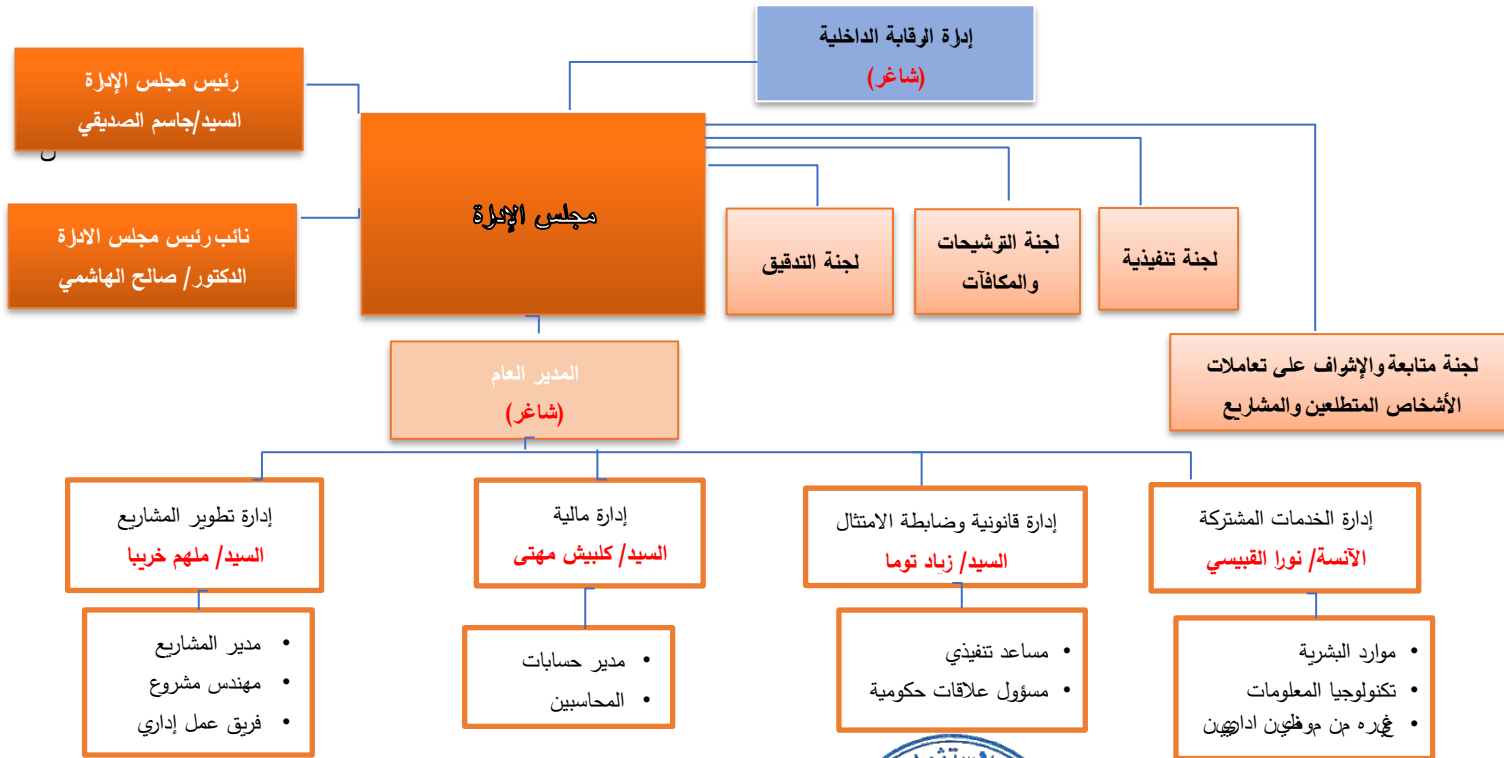 إدارة الرقابة الداخلية
(شاغر)
رئيس مجلس الإدارة
السيد/جاسم الصديقي
مجلس الإدارة
نائب رئيس مجلس الادارة
الدكتور/ صالح الهاشمي
لجنة تنفيذية
لجنة الترشيحات
والمكافآت
لجنة التدقيق
لجنة متابعة والإشراف على تعاملات
الأشخاص المتطلعين والمشاريع
المدير العام
(شاغر)
إدارة الخدمات المشتركة
الآنسة/ نورا القبيسي
إدارة قانونية وضابطة الامتثال
السيد/ زياد توما
إدارة مالية
السيد/ كلبيش مهتى
إدارة تطوير المشاريع
السيد/ ملهم خريبا
• موارد البشرية
• تكنولوجيا المعلومات
• غيره من موظفين اداريين
• مساعد تنفيذي
• مسؤول علاقات حكومية
• مدير حسابات
• المحاسبين
• مدير المشاريع
• مهندس مشروع
• فريق عمل إداري